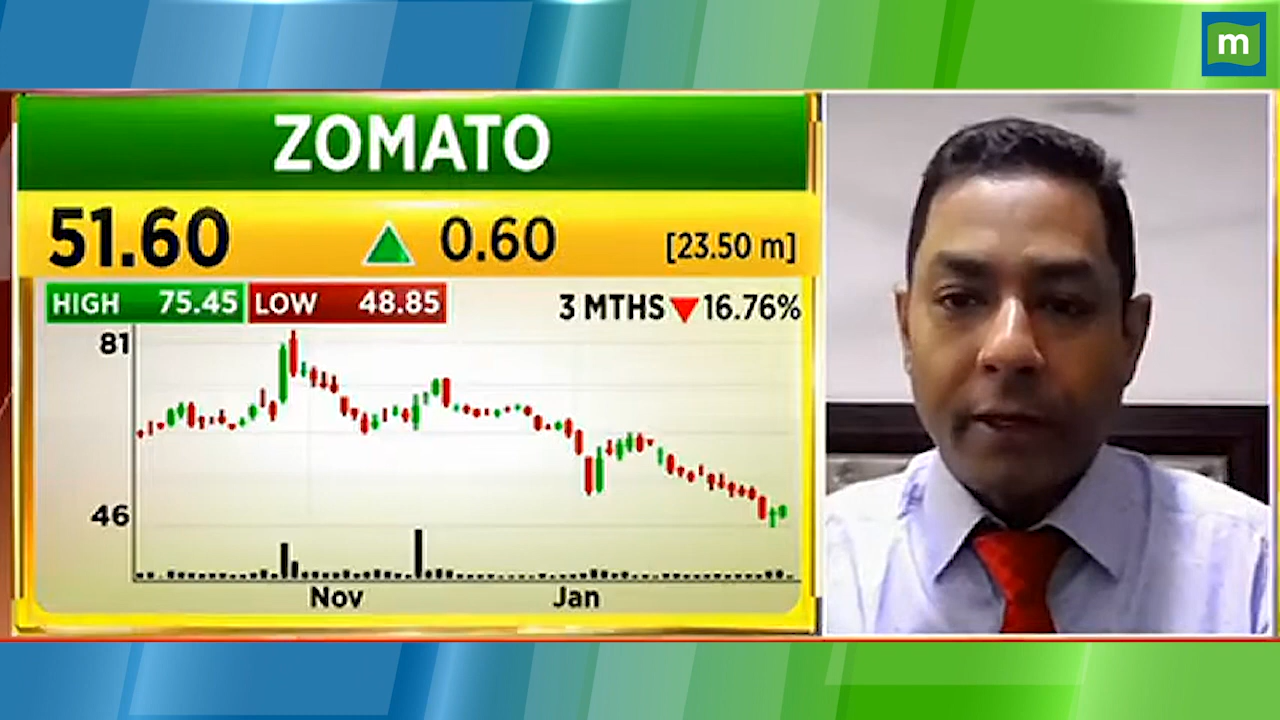 m
ZOMATO
51.60 ▲ 0.60 [23.50 m]
HIGH 75.45 LOW 48.85 3 MTHS ▼ 16.76%
81
46
Nov Jan